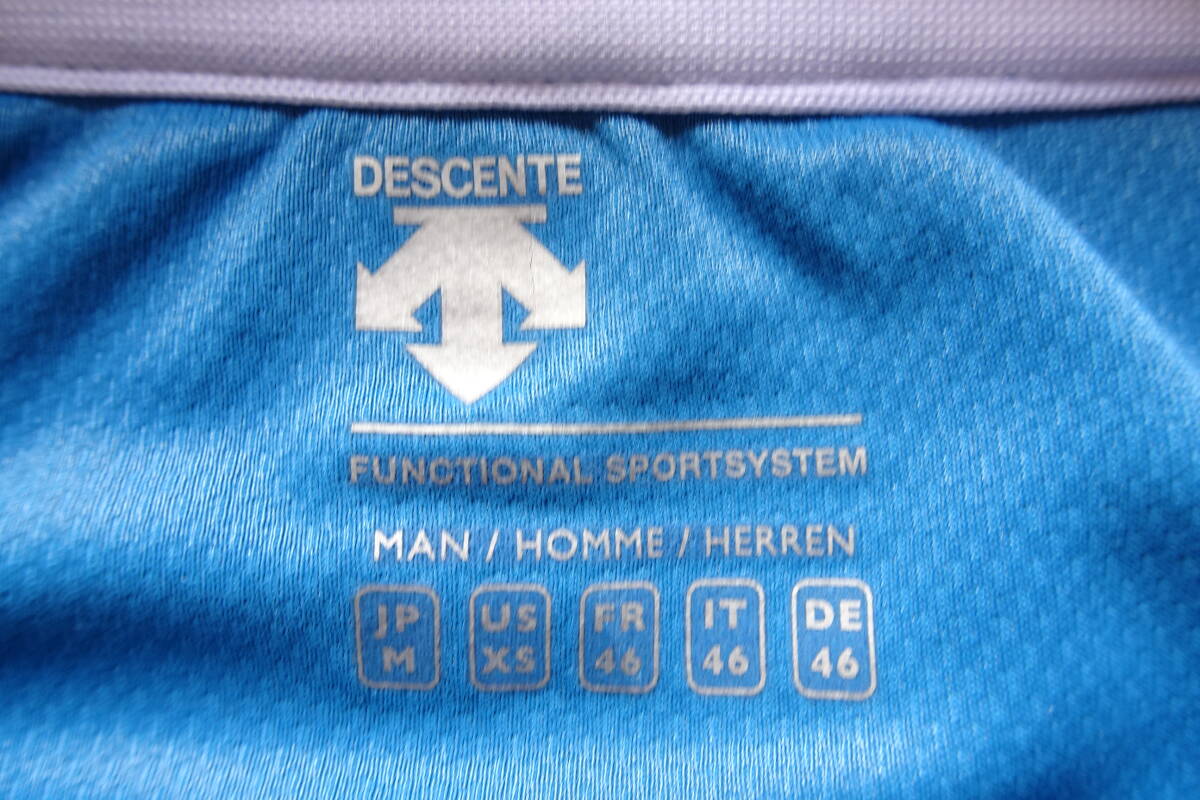 DESCENTE
FUNCTIONAL SPORTSYSTEM
MAN / HOMME / HERREN
JP US FR IT DE
M XS 46 46 46